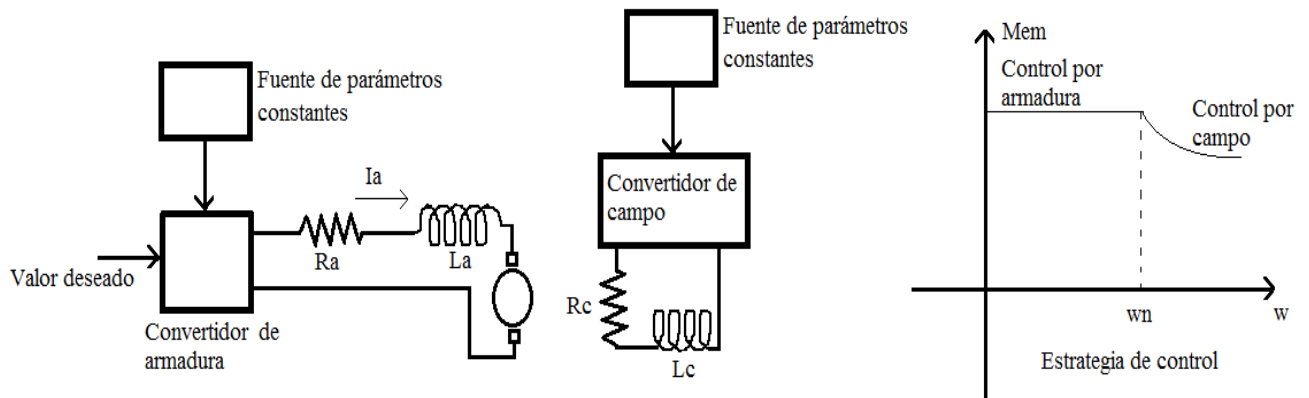 Fuente de parámetros
constantes
Ia
Ra
La
Valor deseado
Convertidor de
armadura
Fuente de parámetros
constantes
Convertidor de
campo
Rc
Lc
Mem
Control por
armadura
Control por
campo
wn
w
Estrategia de control